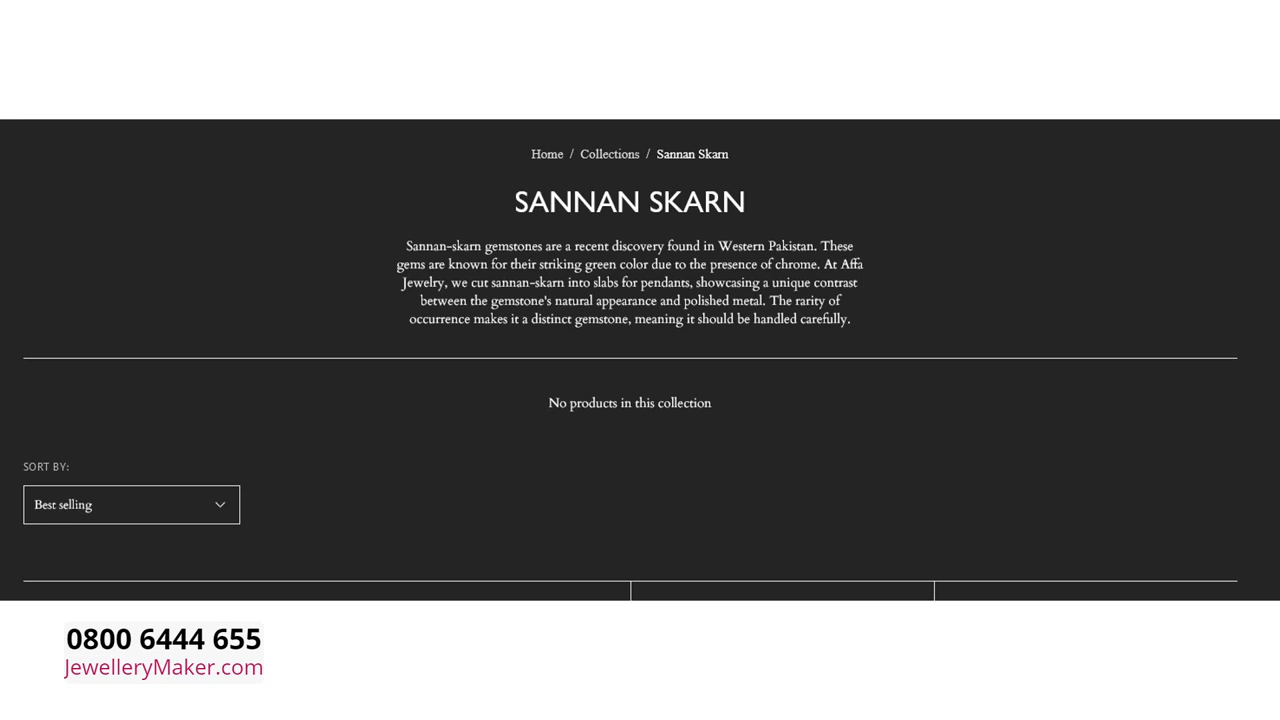 Home / Collections / Sannan Skarn
SANNAN SKARN
Sannan-skarn gemstones are a recent discovery found in Western Pakistan. These
gems are known for their striking green color due to the presence of chrome. At Affa
Jewelry, we cut sannan-skarn into slabs for pendants, showcasing a unique contrast
between the gemstone's natural appearance and polished metal. The rarity of
occurrence makes it a distinct gemstone, meaning it should be handled carefully.
No products in this collection
SORT BY:
Best selling
0800 6444 655
JewelleryMaker.com